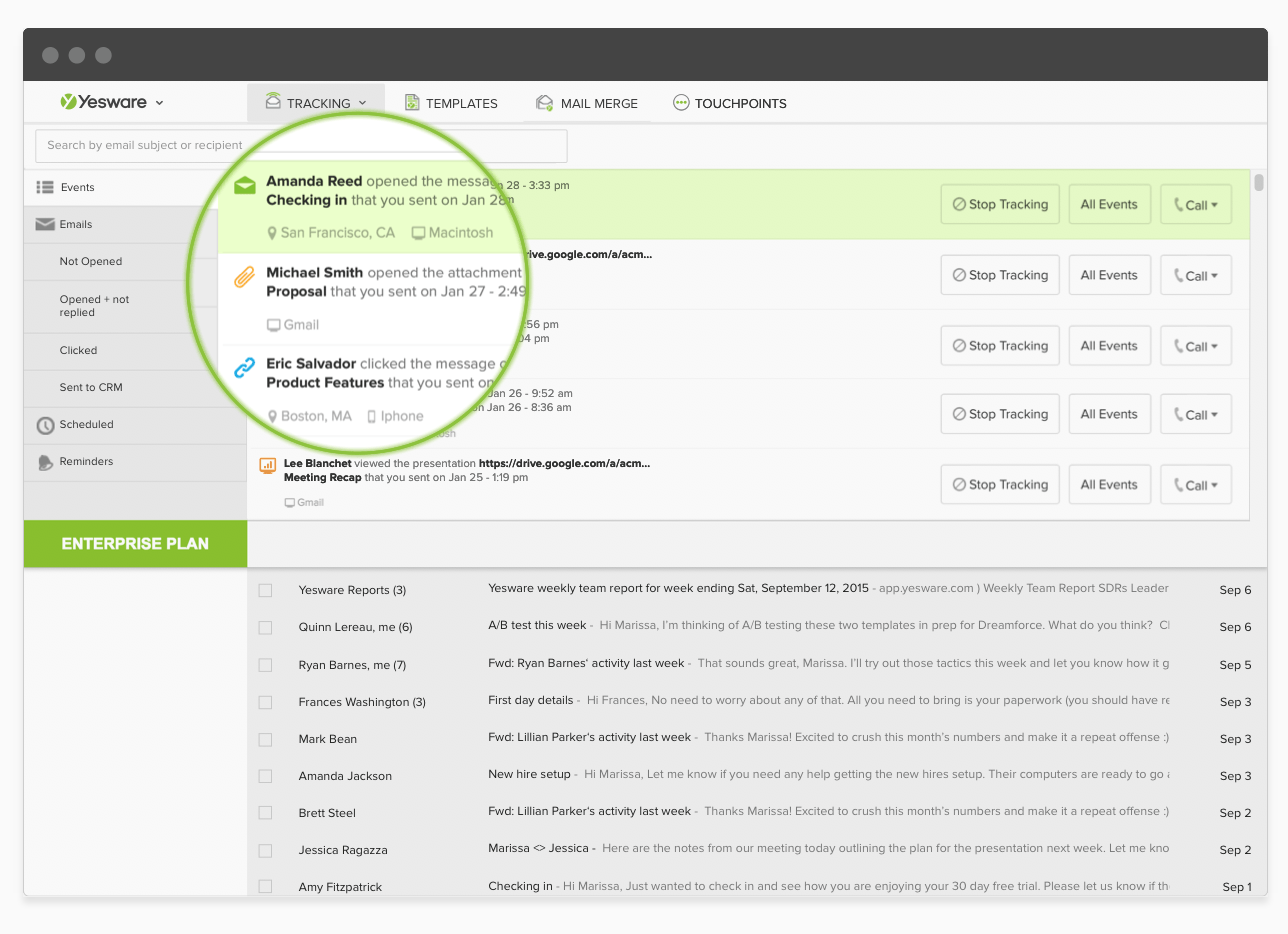 Yesware
TRACKING
TEMPLATES
MAIL MERGE
TOUCHPOINTS
Search by email subject or recipient
Events
Emails
Not Opened
Opened + not
replied
Clicked
Sent to CRM
Scheduled
Reminders
ENTERPRISE PLAN
Amanda Reed opened the message
Checking in that you sent on Jan 28
San Francisco, CA Macintosh
28 - 3:33 pm
Stop Tracking All Events Call
Michael Smith opened the attachment
Proposal that you sent on Jan 27 - 2:49
Gmail
drive.google.com/a/acm...
Stop Tracking All Events Call
Eric Salvador clicked the message
Product Features that you sent on
Boston, MA Iphone
:56 pm
04 pm
Stop Tracking All Events Call
Jan 26 - 9:52 am
on Jan 26 - 8:36 am
Stop Tracking All Events Call
Lee Blanchet viewed the presentation https://drive.google.com/a/acm...
Meeting Recap that you sent on Jan 25 - 1:19 pm
Gmail
Stop Tracking All Events Call
Yesware Reports (3) Yesware weekly team report for week ending Sat, September 12, 2015 - app.yesware.com ) Weekly Team Report SDRs Leader Sep 6
Quinn Lereau, me (6) A/B test this week - Hi Marissa, I'm thinking of A/B testing these two templates in prep for Dreamforce. What do you think? Sep 6
Ryan Barnes, me (7) Fwd: Ryan Barnes' activity last week - That sounds great, Marissa. I'll try out those tactics this week and let you know how it g Sep 5
Frances Washington (3) First day details - Hi Frances, No need to worry about any of that. All you need to bring is your paperwork (you should have re Sep 3
Mark Bean Fwd: Lillian Parker's activity last week - Thanks Marissa! Excited to crush this month's numbers and make it a repeat offense :) Sep 3
Amanda Jackson New hire setup - Hi Marissa, Let me know if you need any help getting the new hires setup. Their computers are ready to go Sep 3
Brett Steel Fwd: Lillian Parker's activity last week - Thanks Marissa! Excited to crush this month's numbers and make it a repeat offense :) Sep 2
Jessica Ragazza Marissa <> Jessica - Here are the notes from our meeting today outlining the plan for the presentation next week. Let me kno Sep 2
Amy Fitzpatrick Checking in - Hi Marissa, Just wanted to check in and see how you are enjoying your 30 day free trial. Please let us know if th Sep 1